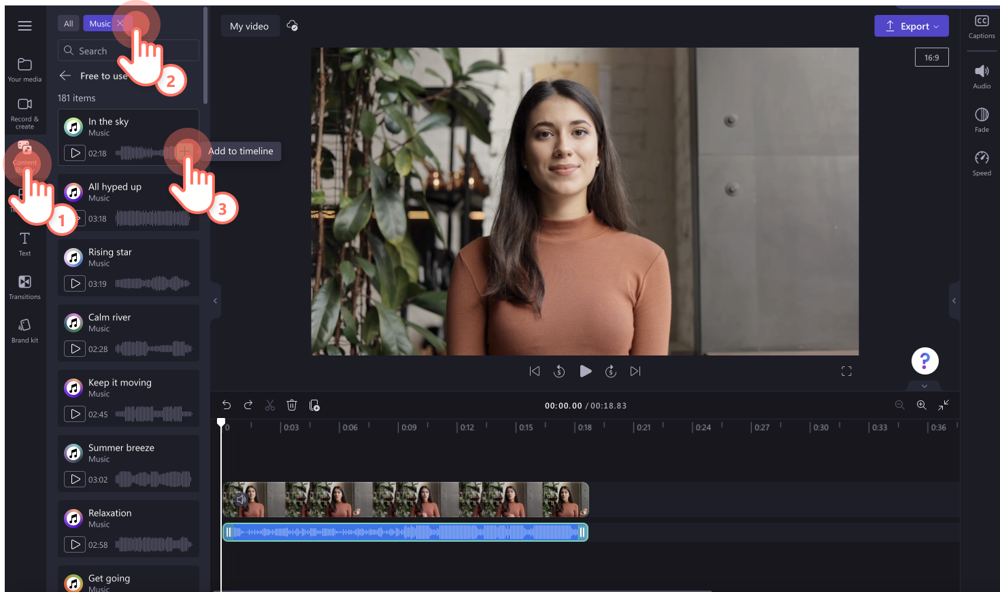 All
Music
My video
Export
Captions
Search
16:9
Your media
Free to use
2
Audio
181 items
Record &
create
In the sky
Music
02:18
Add to timeline
Fade
Content
All hyped up
Music
03:18
Speed
1
3
Rising star
Music
03:19
Text
Transitions
Calm river
Music
02:28
Brand kit
5
5
?
Keep it moving
Music
02:45
00:00.00 / 00:18.83
0
0:03
0:06
0:09
0:12
0:15
0:18
0:21
0:24
0:27
0:30
0:33
0:36
Summer breeze
Music
03:02
Relaxation
Music
02:58
Get going
Music